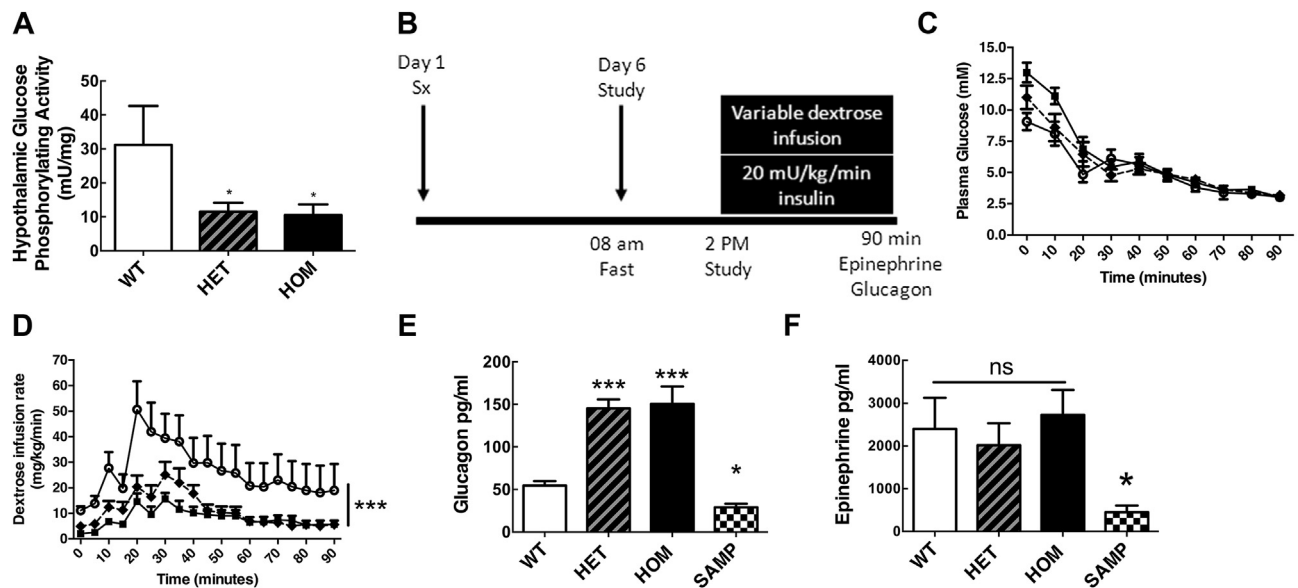 A
Hypothalamic Glucose
Phosphorylating Activity
(mU/mg)
50
40
30
20
10
0
*
*
WT
HET
HOM
B
Day 1
Sx
Day 6
Study
Variable dextrose
infusion
20 mU/kg/min
insulin
08 am
Fast
2 PM
Study
90 min
Epinephrine
Glucagon
C
Plasma Glucose (mM)
15.0
12.5
10.0
7.5
5.0
2.5
0.0
0
10
20
30
40
50
60
70
80
90
Time (minutes)
D
Dextrose infusion rate
(mg/kg/min)
70
60
50
40
30
20
10
0
***
0
10
20
30
40
50
60
70
80
90
Time (minutes)
E
Glucagon pg/ml
200
150
100
50
0
***
***
*
WT
HET
HOM
SAMP
F
Epinephrine pg/ml
4000
3000
2000
1000
0
ns
*
WT
HET
HOM
SAMP